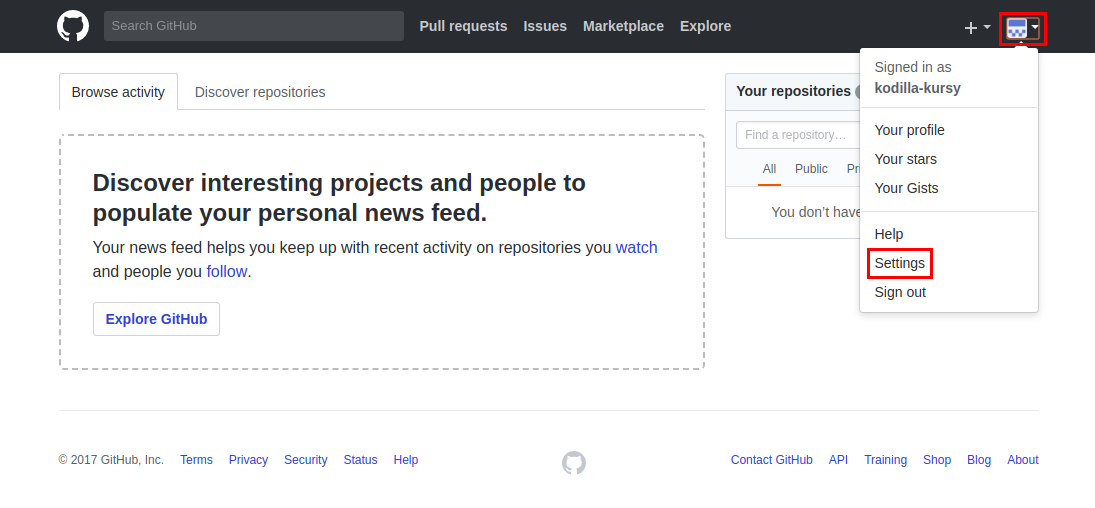 Search GitHub
Pull requests
Issues
Marketplace
Explore
Signed in as
kodilla-kursy
Your profile
Your stars
Your Gists
Help
Settings
Sign out
Browse activity
Discover repositories
Discover interesting projects and people to
populate your personal news feed.
Your news feed helps you keep up with recent activity on repositories you watch
and people you follow.
Explore GitHub
Your repositories
Find a repository…
All
Public
Pri
You don’t have
© 2017 GitHub, Inc.
Terms
Privacy
Security
Status
Help
Contact GitHub
API
Training
Shop
Blog
About